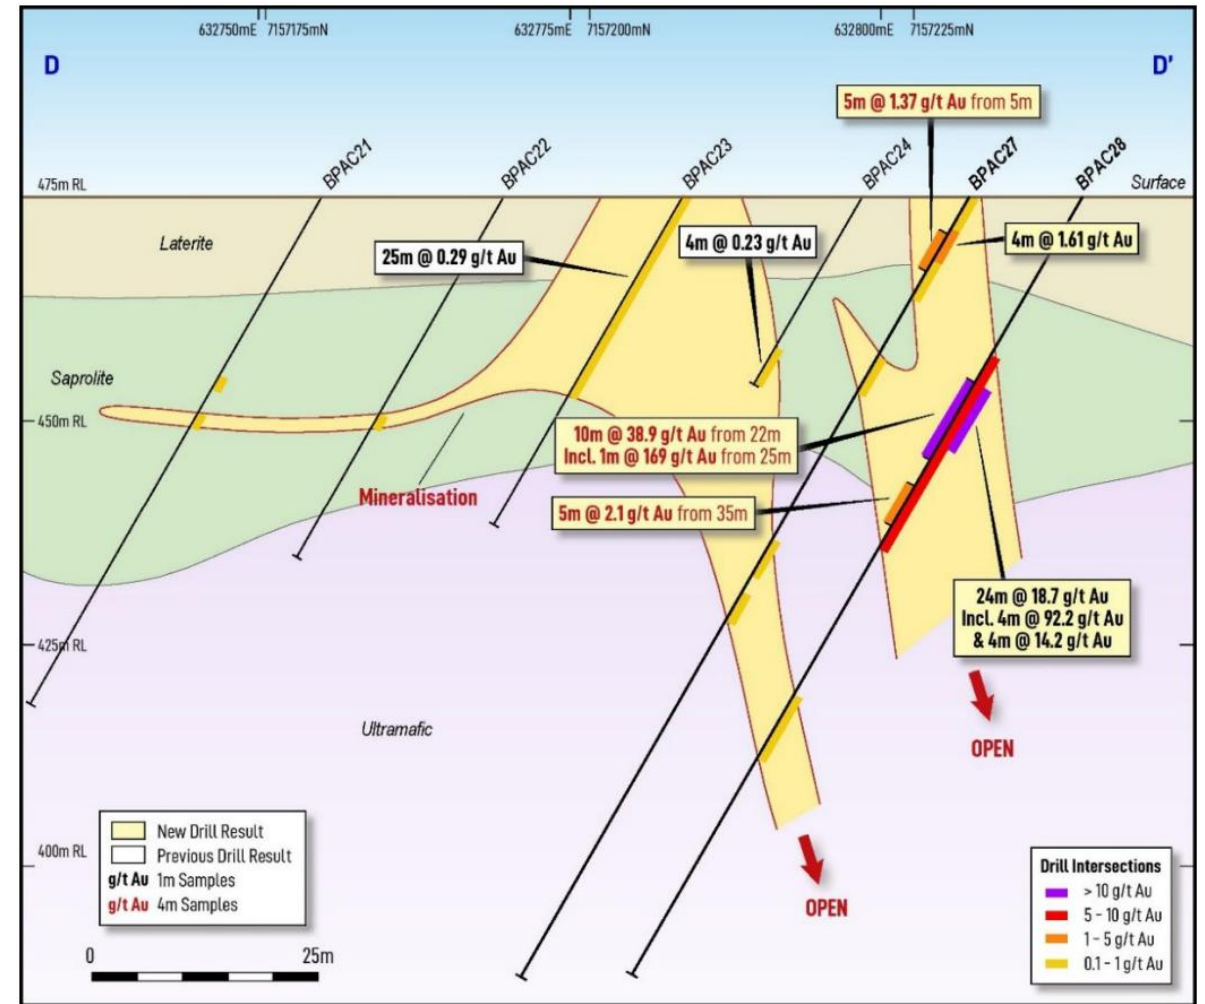 632750mE 7157175mN
632775mE 7157200mN
632800mE 7157225mN
D
D'
5m @ 1.37 g/t Au from 5m
BPAC21
BPAC22
BPAC23
BPAC24
BPAC27
BPAC28
475m RL
Surface
Laterite
25m @ 0.29 g/t Au
4m @ 0.23 g/t Au
4m @ 1.61 g/t Au
Saprolite
450m RL
10m @ 38.9 g/t Au from 22m
Incl. 1m @ 169 g/t Au from 25m
Mineralisation
5m @ 2.1 g/t Au from 35m
24m @ 18.7 g/t Au
Incl. 4m @ 92.2 g/t Au
& 4m @ 14.2 g/t Au
425m RL
Ultramafic
OPEN
400m RL
OPEN
New Drill Result
Previous Drill Result
g/t Au 1m Samples
g/t Au 4m Samples
0 25m
Drill Intersections
> 10 g/t Au
5 - 10 g/t Au
1 - 5 g/t Au
0.1 - 1 g/t Au